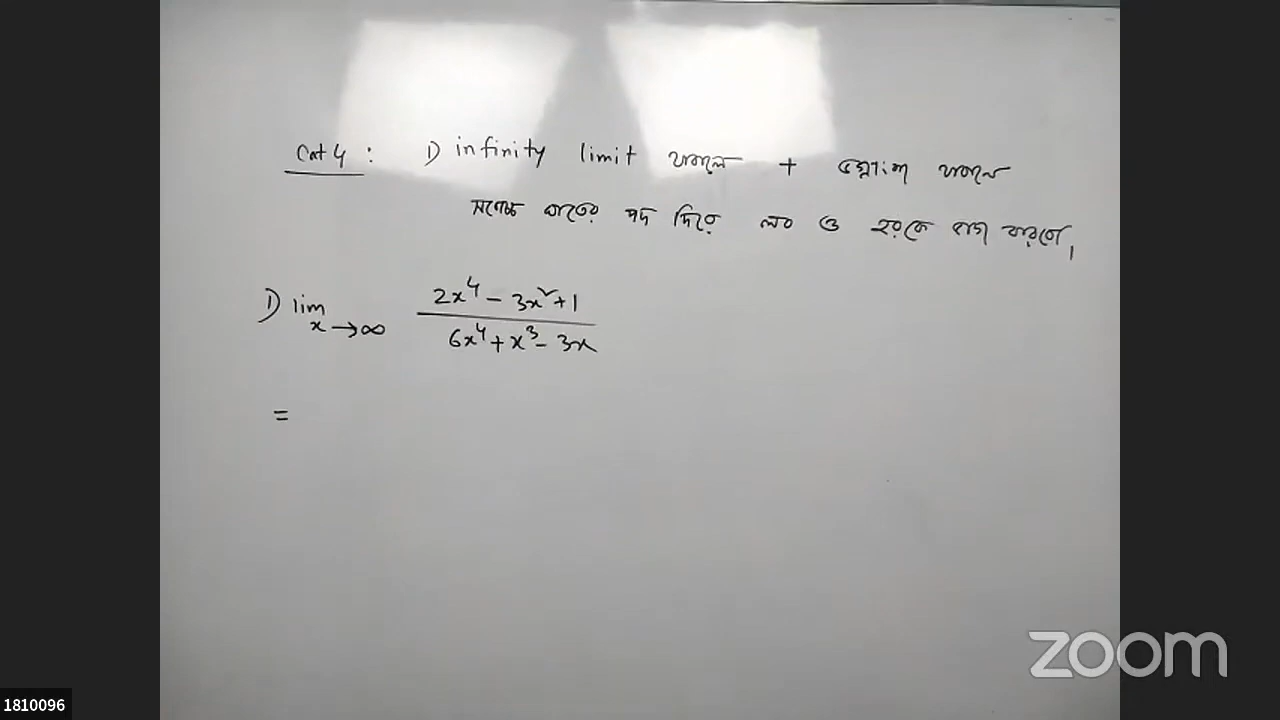 Cat 4 : 1) infinity limit থাকলে + ভগ্নাংশ থাকলে
সর্বোচ্চ ঘাতের পদ দিয়ে লব ও হরকে ভাগ করবো।
1) lim x→∞ (2x⁴ - 3x² + 1) / (6x⁴ + x³ - 3x)
=
zoom
1810096